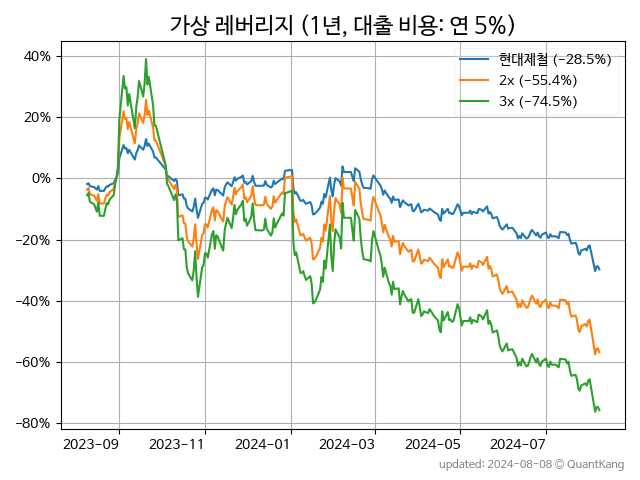 가상 레버리지 (1년, 대출 비용: 연 5%)
현대제철 (−28.5%)
2x (−55.4%)
3x (−74.5%)
40%
20%
0%
−20%
−40%
−60%
−80%
2023-09
2023-11
2024-01
2024-03
2024-05
2024-07
updated: 2024-08-08 © QuantKang